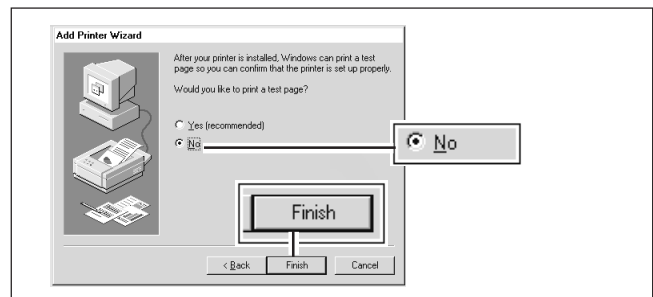 Add Printer Wizard
After your printer is installed, Windows can print a test
page so you can confirm that the printer is set up properly.
Would you like to print a test page?
Yes (recommended)
No
No
Finish
< Back Finish Cancel